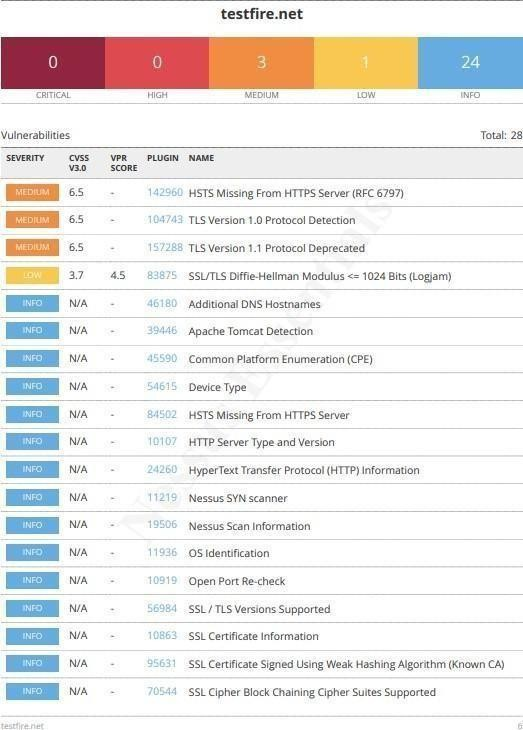 testfire.net
0 0 3 1 24
CRITICAL HIGH MEDIUM LOW INFO
Vulnerabilities Total: 28
SEVERITY CVSS V3.0 VPR SCORE PLUGIN NAME
MEDIUM 6.5 - 142960 HSTS Missing From HTTPS Server (RFC 6797)
MEDIUM 6.5 - 104743 TLS Version 1.0 Protocol Detection
MEDIUM 6.5 - 157288 TLS Version 1.1 Protocol Deprecated
LOW 3.7 4.5 83875 SSL/TLS Diffie-Hellman Modulus <= 1024 Bits (Logjam)
INFO N/A - 46180 Additional DNS Hostnames
INFO N/A - 39446 Apache Tomcat Detection
INFO N/A - 45590 Common Platform Enumeration (CPE)
INFO N/A - 54615 Device Type
INFO N/A - 84502 HSTS Missing From HTTPS Server
INFO N/A - 10107 HTTP Server Type and Version
INFO N/A - 24260 HyperText Transfer Protocol (HTTP) Information
INFO N/A - 11219 Nessus SYN scanner
INFO N/A - 19506 Nessus Scan Information
INFO N/A - 11936 OS Identification
INFO N/A - 10919 Open Port Re-check
INFO N/A - 56984 SSL / TLS Versions Supported
INFO N/A - 10863 SSL Certificate Information
INFO N/A - 95631 SSL Certificate Signed Using Weak Hashing Algorithm (Known CA)
INFO N/A - 70544 SSL Cipher Block Chaining Cipher Suites Supported
Nessus Essentials
testfire.net 6